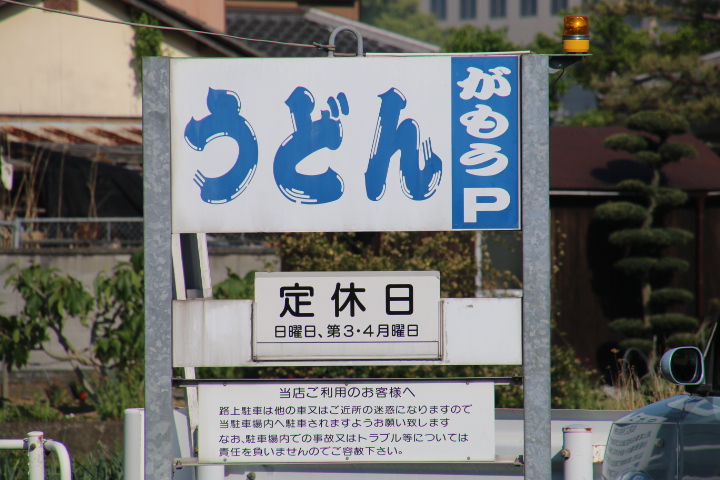 うどん
がもうP
定休日
日曜日、第3・4月曜日
当店ご利用のお客様へ
路上駐車は他の車又はご近所の迷惑になりますので
当駐車場内へ駐車されますようお願い致します
なお、駐車場内での事故又はトラブル等については
責任を負いませんのでご容赦下さい。